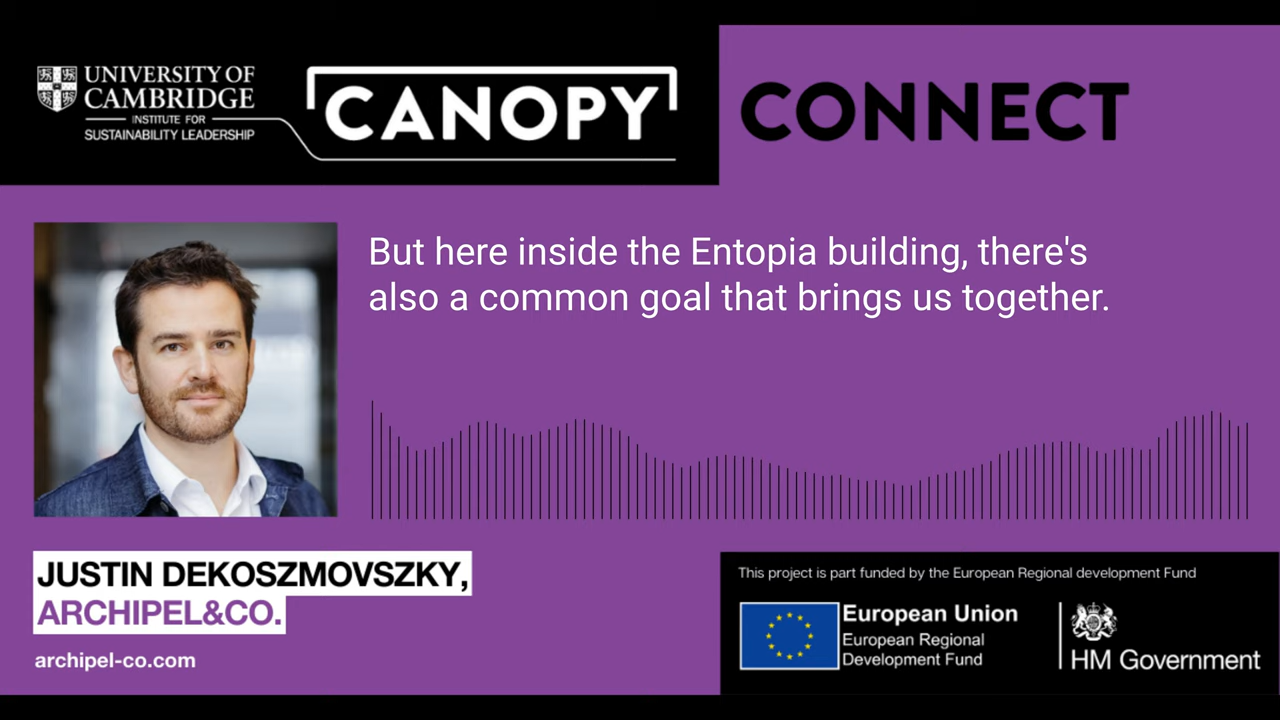 UNIVERSITY OF
CAMBRIDGE
INSTITUTE FOR
SUSTAINABILITY LEADERSHIP
CANOPY
CONNECT
But here inside the Entopia building, there's
also a common goal that brings us together.
JUSTIN DEKOSZMOVSZKY,
ARCHIPEL&CO.
archipel-co.com
This project is part funded by the European Regional development Fund
European Union
European Regional
Development Fund
HM Government